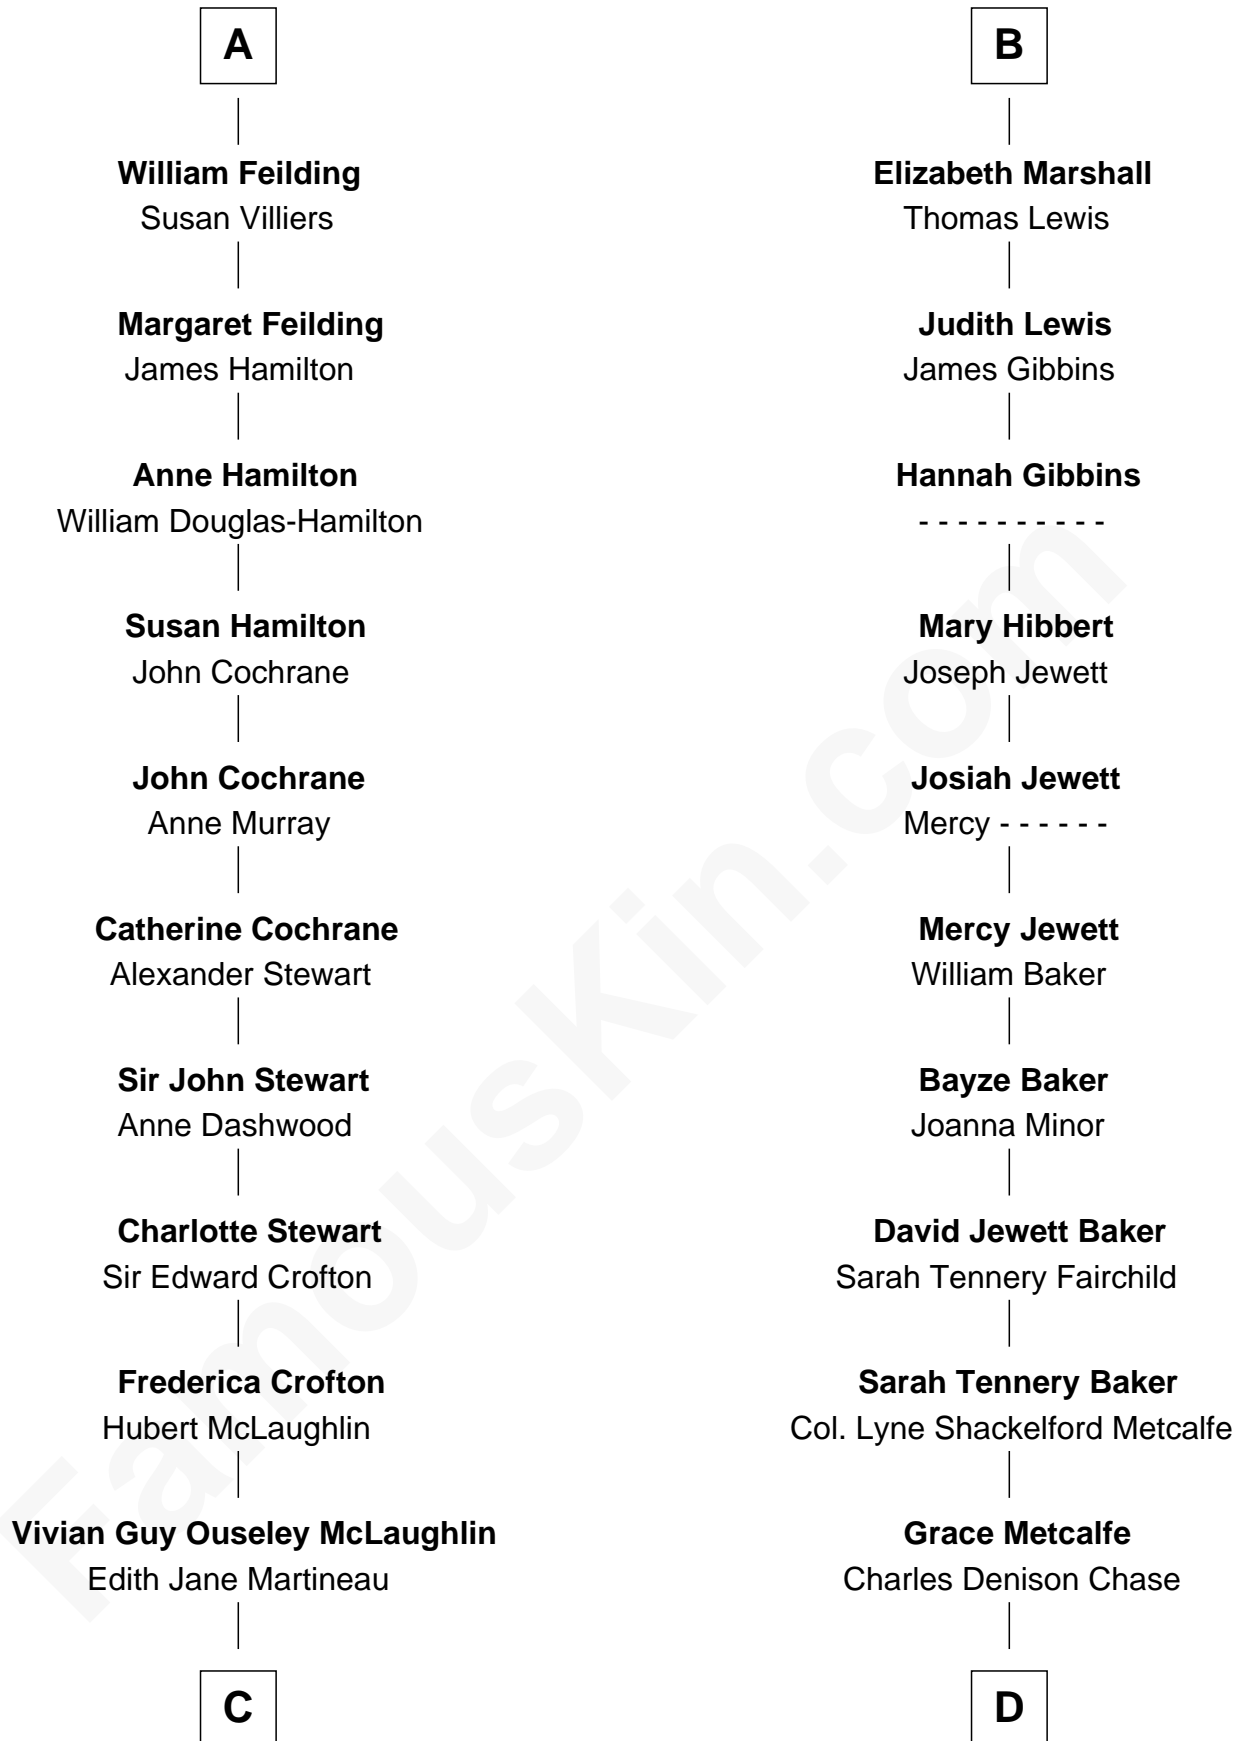 A
William Feilding
Susan Villiers
Margaret Feilding
James Hamilton
Anne Hamilton
William Douglas-Hamilton
Susan Hamilton
John Cochrane
John Cochrane
Anne Murray
Catherine Cochrane
Alexander Stewart
Sir John Stewart
Anne Dashwood
Charlotte Stewart
Sir Edward Crofton
Frederica Crofton
Hubert McLaughlin
Vivian Guy Ouseley McLaughlin
Edith Jane Martineau
C
B
Elizabeth Marshall
Thomas Lewis
Judith Lewis
James Gibbins
Hannah Gibbins
- - - - - - - - - -
Mary Hibbert
Joseph Jewett
Josiah Jewett
Mercy - - - - - -
Mercy Jewett
William Baker
Bayze Baker
Joanna Minor
David Jewett Baker
Sarah Tennery Fairchild
Sarah Tennery Baker
Col. Lyne Shackelford Metcalfe
Grace Metcalfe
Charles Denison Chase
D
FamousKin.com